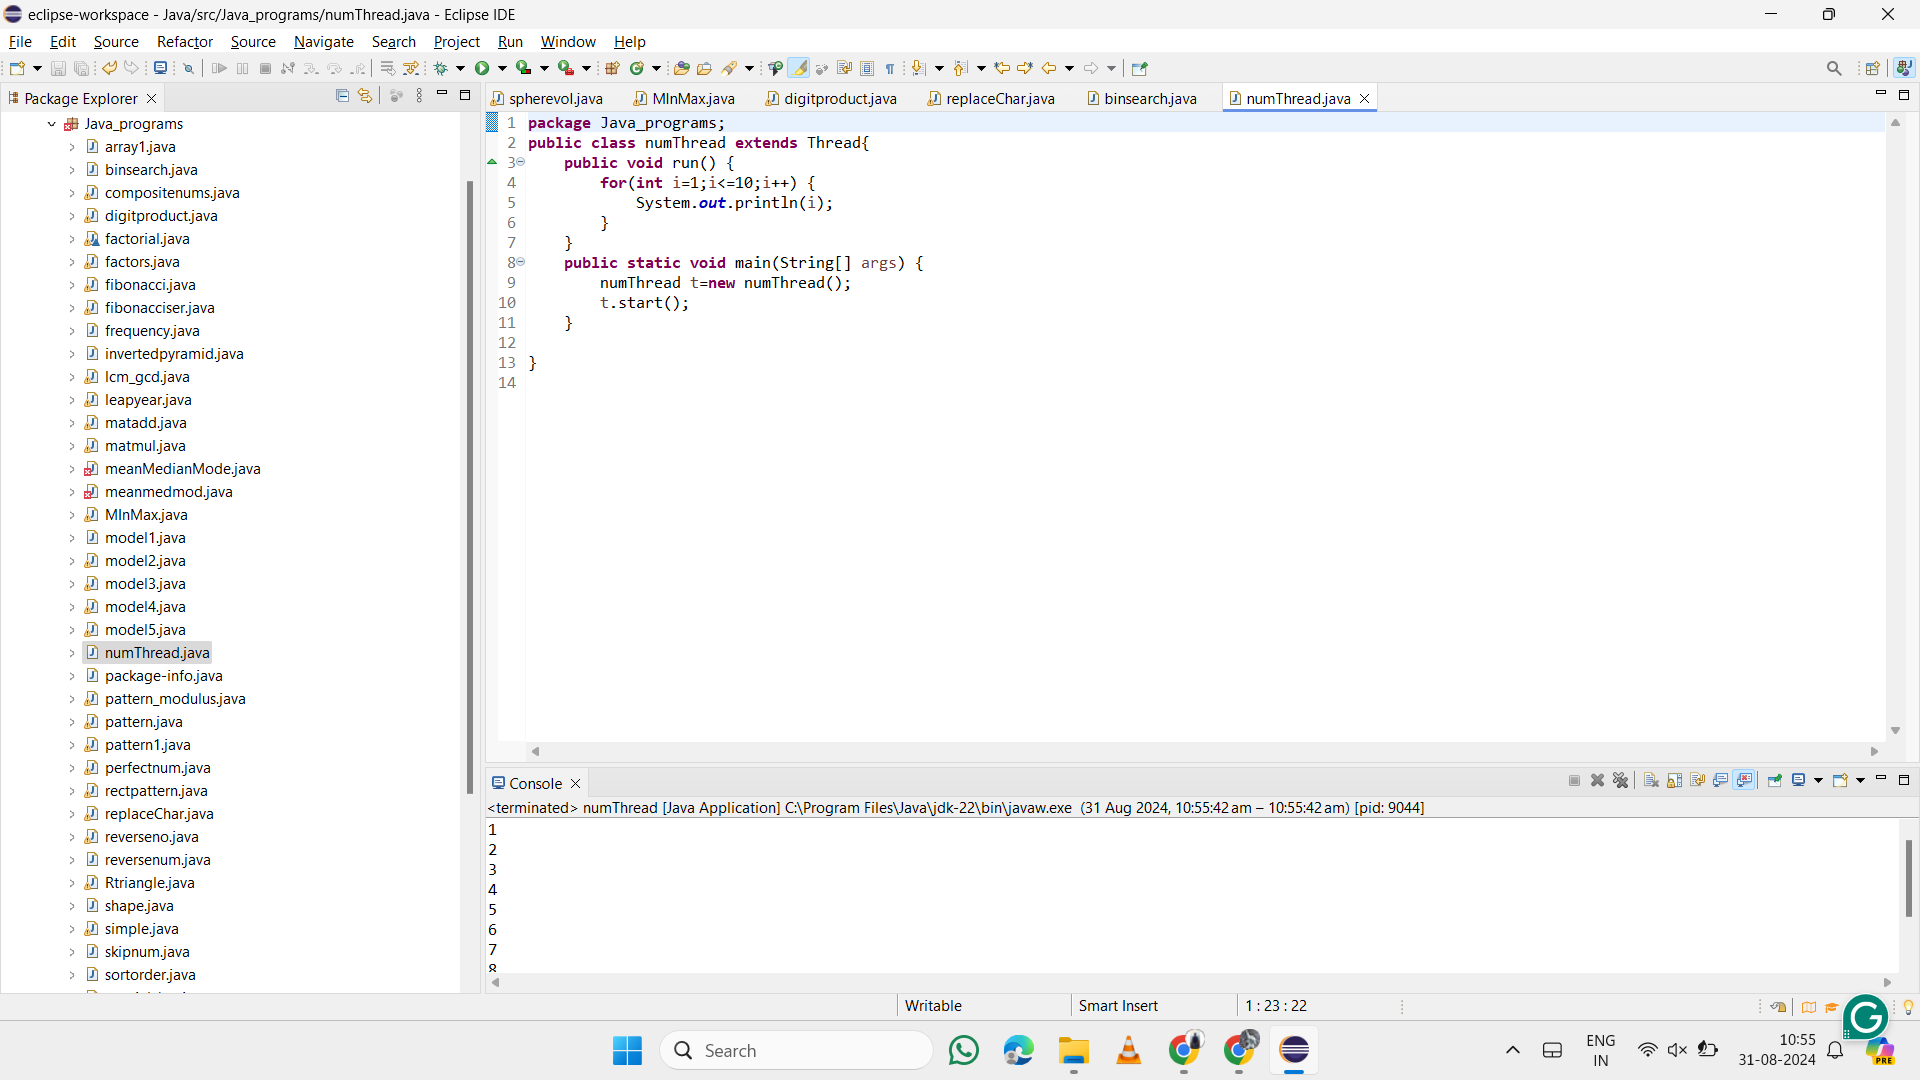 eclipse-workspace - Java/src/Java_programs/numThread.java - Eclipse IDE
File Edit Source Refactor Source Navigate Search Project Run Window Help
Package Explorer
Java_programs
array1.java
binsearch.java
compositenums.java
digitproduct.java
factorial.java
factors.java
fibonacci.java
fibonacciser.java
frequency.java
invertedpyramid.java
lcm_gcd.java
leapyear.java
matadd.java
matmul.java
meanMedianMode.java
meanmedmod.java
MInMax.java
model1.java
model2.java
model3.java
model4.java
model5.java
numThread.java
package-info.java
pattern_modulus.java
pattern.java
pattern1.java
perfectnum.java
rectpattern.java
replaceChar.java
reverseno.java
reversenum.java
Rtriangle.java
shape.java
simple.java
skipnum.java
sortorder.java
spherevol.java MInMax.java digitproduct.java replaceChar.java binsearch.java numThread.java
1 package Java_programs;
2 public class numThread extends Thread{
3 public void run() {
4 for(int i=1;i<=10;i++) {
5 System.out.println(i);
6 }
7 }
8 public static void main(String[] args) {
9 numThread t=new numThread();
10 t.start();
11 }
12
13 }
14
Console
<terminated> numThread [Java Application] C:\Program Files\Java\jdk-22\bin\javaw.exe (31 Aug 2024, 10:55:42 am – 10:55:42 am) [pid: 9044]
1
2
3
4
5
6
7
8
Writable Smart Insert 1 : 23 : 22
Search
ENG
IN
10:55
31-08-2024
PRE